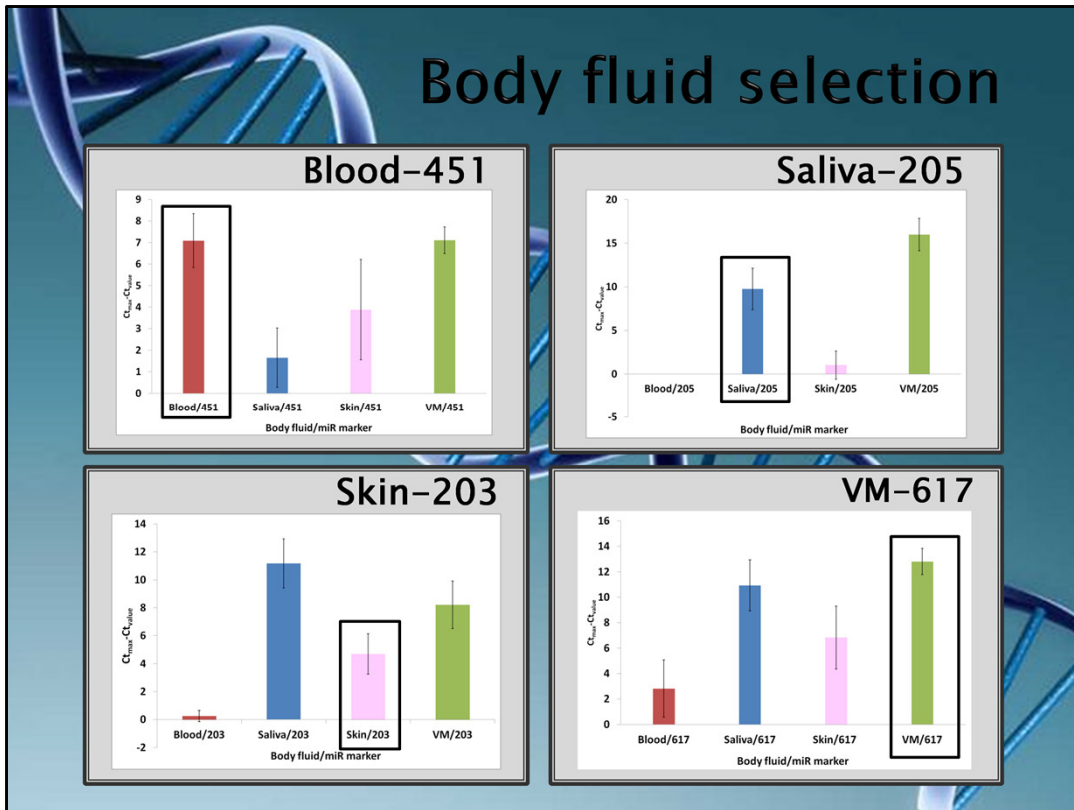 Body fluid selection
Blood-451
9
8
7
6
5
4
3
2
1
0
Ctmax-Ctvalue
Blood/451 Saliva/451 Skin/451 VM/451
Body fluid/miR marker
Saliva-205
20
15
10
5
0
-5
Ctmax-Ctvalue
Blood/205 Saliva/205 Skin/205 VM/205
Body fluid/miR marker
Skin-203
14
12
10
8
6
4
2
0
-2
Ctmax-Ctvalue
Blood/203 Saliva/203 Skin/203 VM/203
Body fluid/miR marker
VM-617
16
14
12
10
8
6
4
2
0
Ctmax-Ctvalue
Blood/617 Saliva/617 Skin/617 VM/617
Body fluid/miR marker